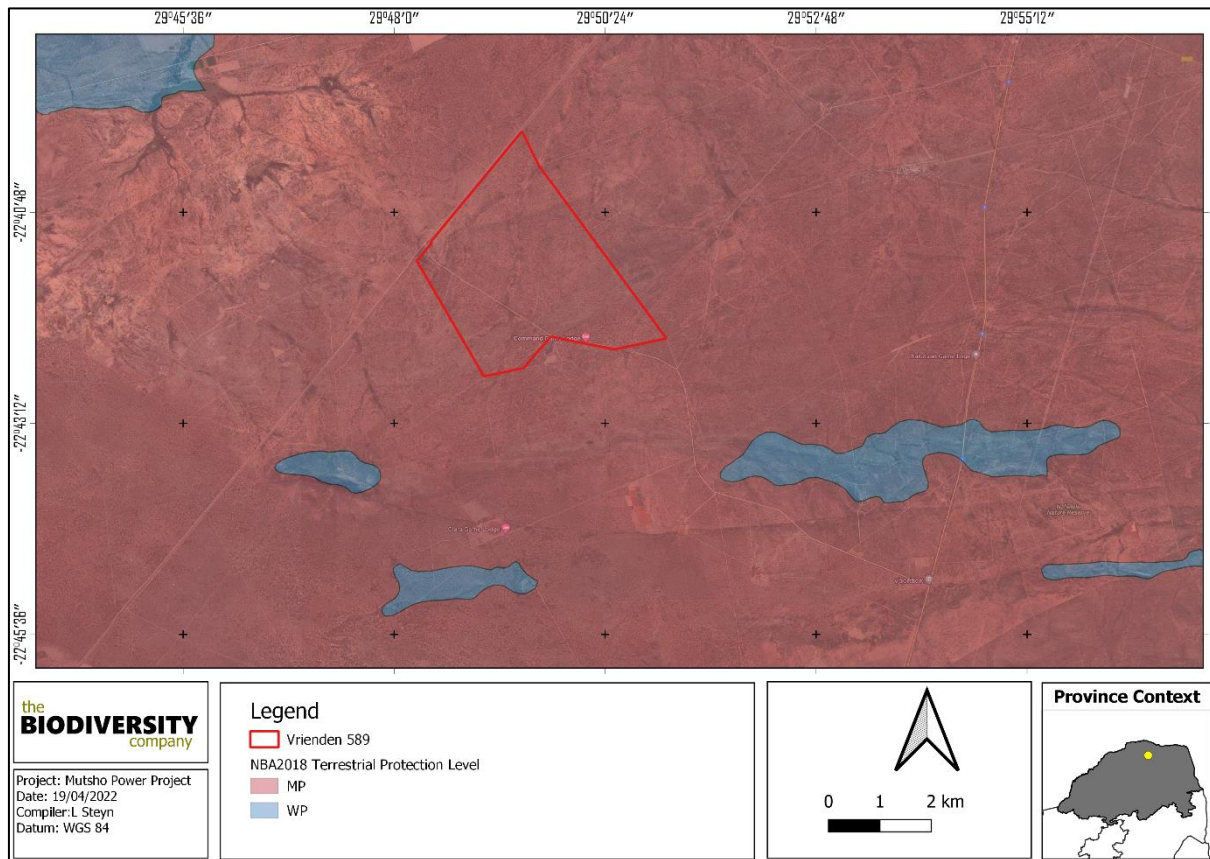 29°45'36" 29°48'0" 29°50'24" 29°52'48" 29°55'12"
-22°40'48"
-22°43'12"
-22°45'36"
the
BIODIVERSITY
company
Project: Mutsho Power Project
Date: 19/04/2022
Compiler:L Steyn
Datum: WGS 84
Legend
Vrienden 589
NBA2018 Terrestrial Protection Level
MP
WP
0 1 2 km
Province Context